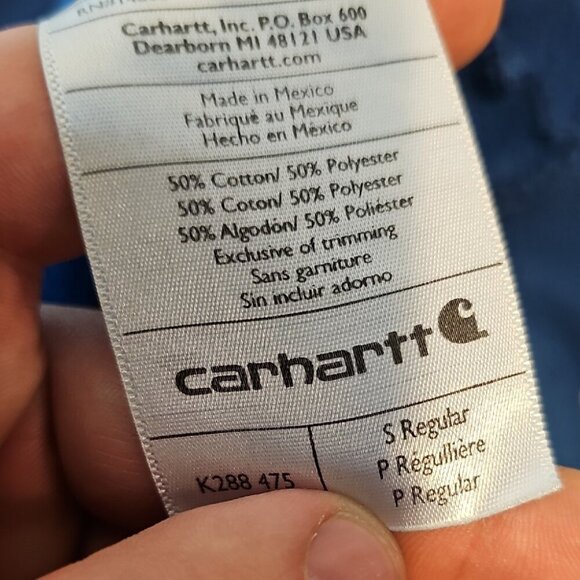 Carhartt, Inc. P.O. Box 600
Dearborn MI 48121 USA
carhartt.com
Made in Mexico
Fabriqué au Mexique
Hecho en México
50% Cotton/ 50% Polyester
50% Coton/ 50% Polyester
50% Algodón/ 50% Poliéster
Exclusive of trimming
Sans garniture
Sin incluir adorno
carhartt
K288 475
S Regular
P Régullière
P Regular